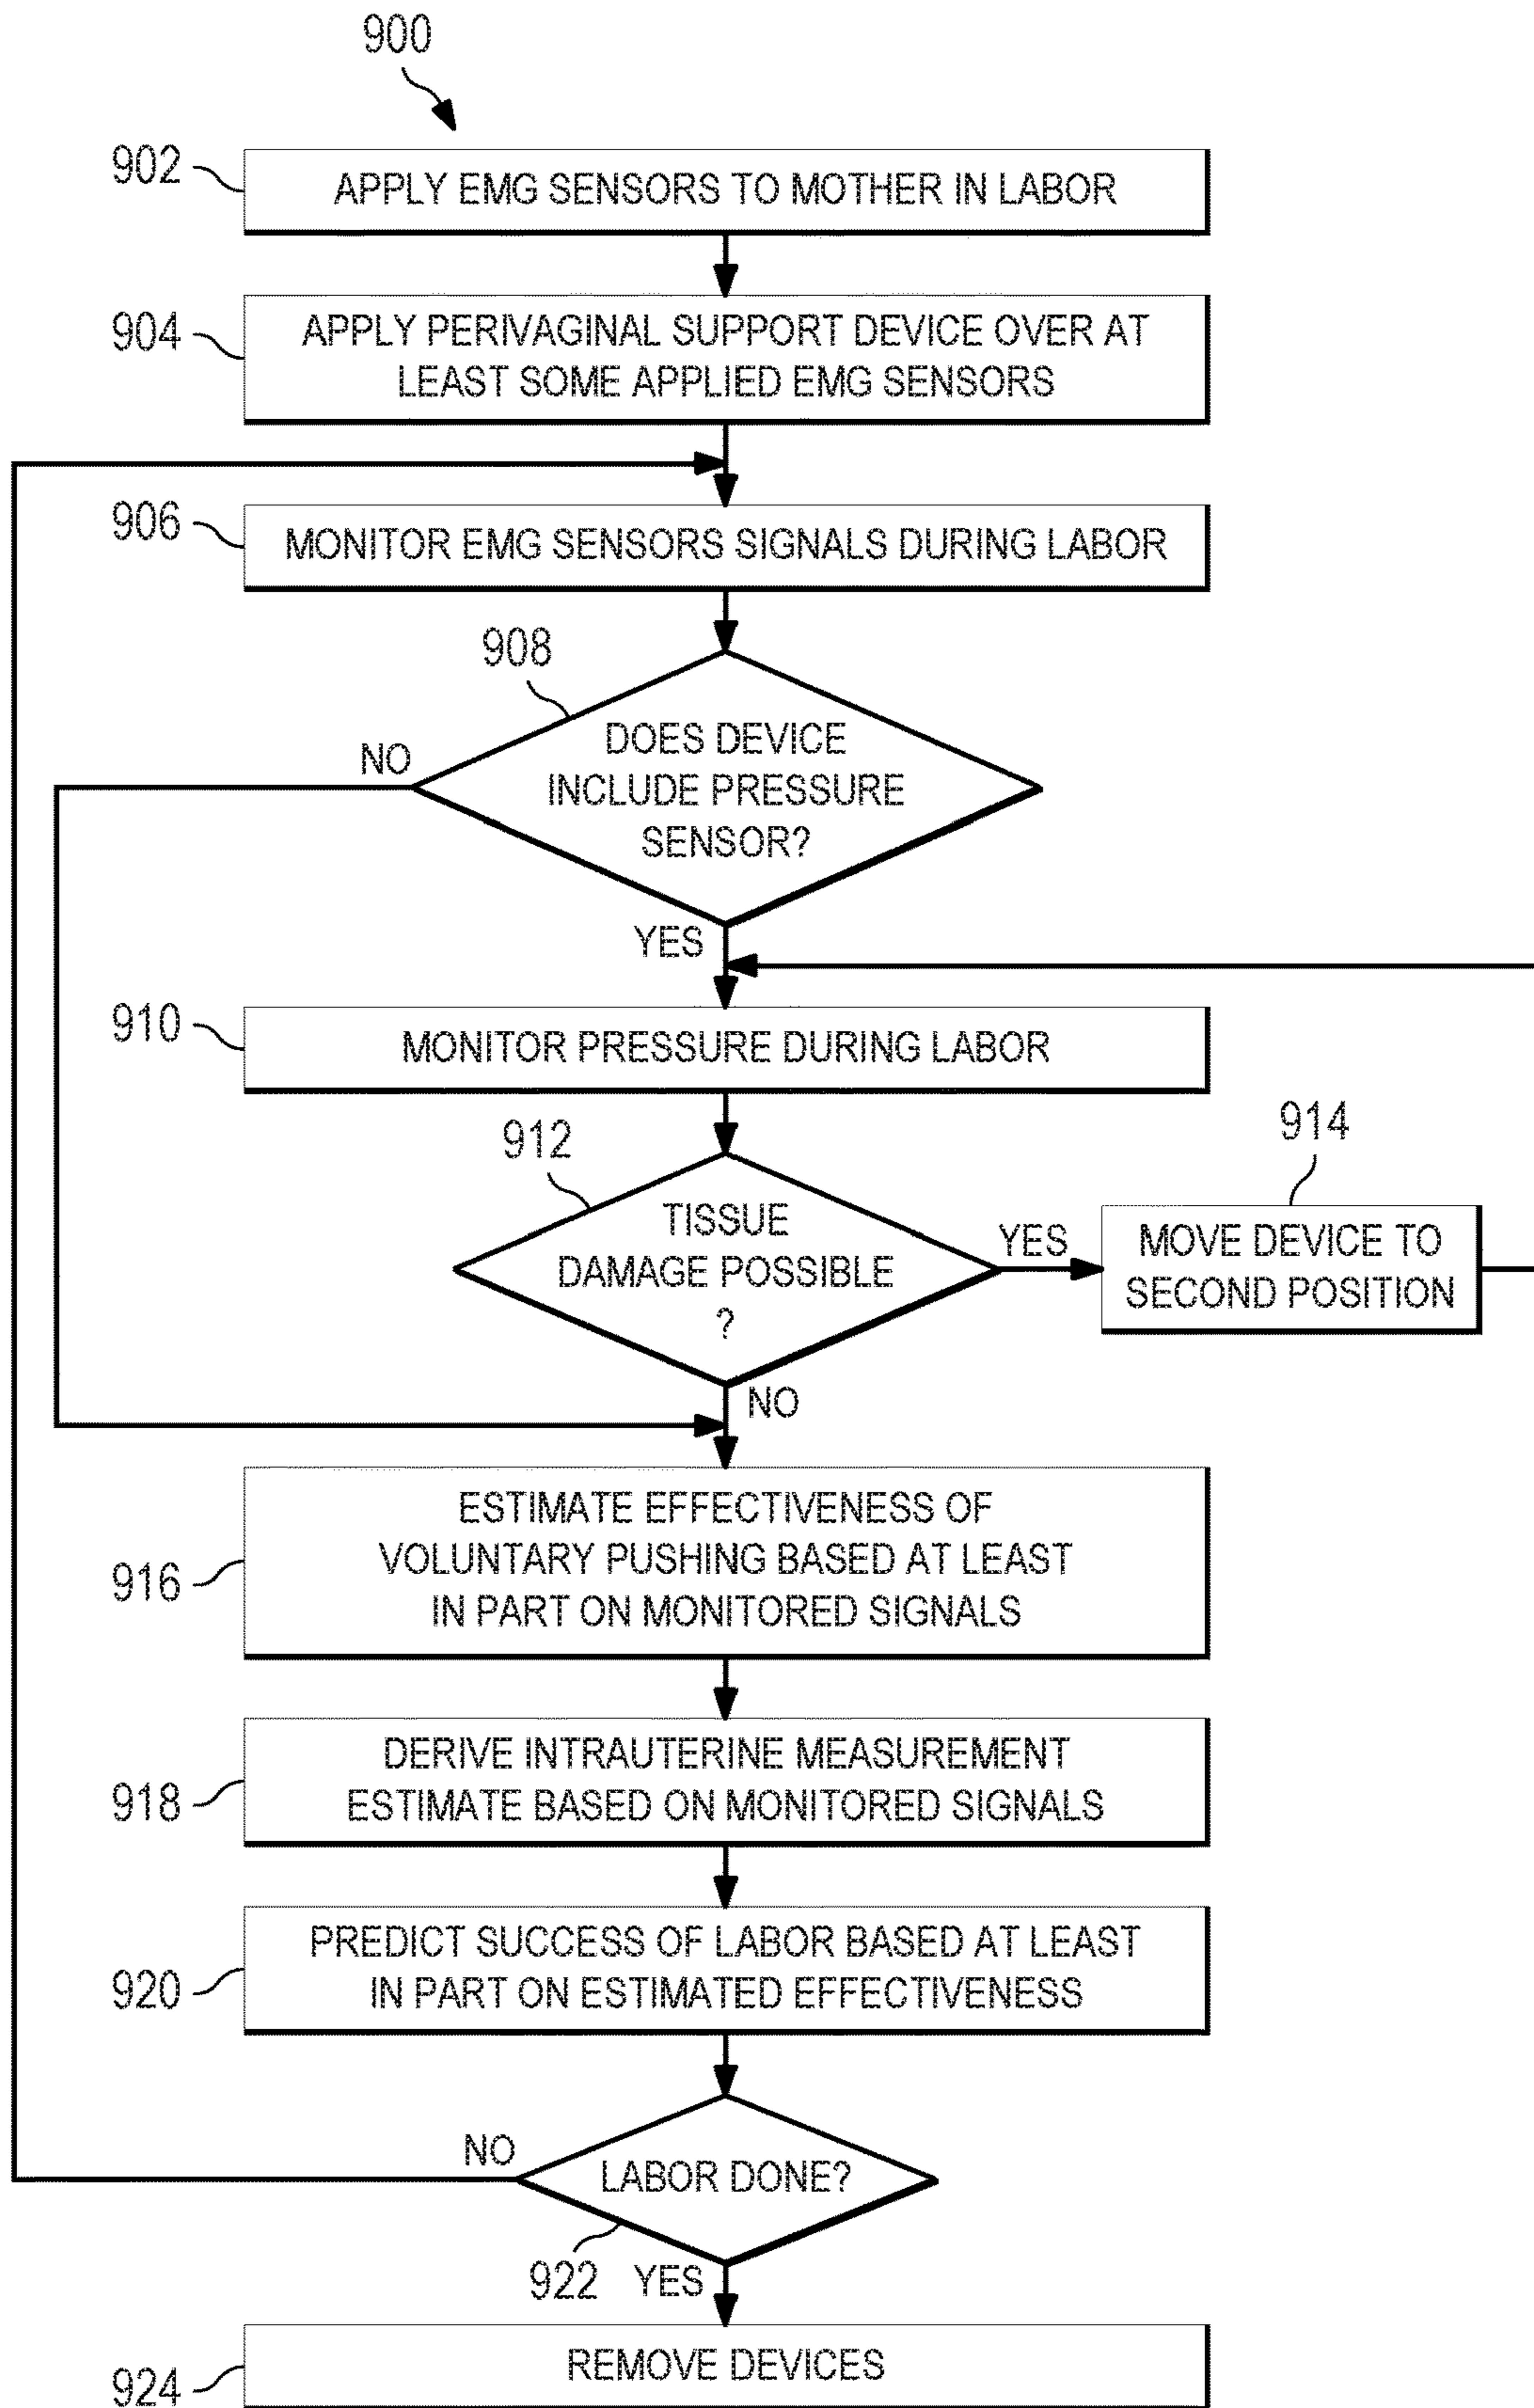 900
902
APPLY EMG SENSORS TO MOTHER IN LABOR
904
APPLY PERIVAGINAL SUPPORT DEVICE OVER AT
LEAST SOME APPLIED EMG SENSORS
906
MONITOR EMG SENSORS SIGNALS DURING LABOR
908
DOES DEVICE
INCLUDE PRESSURE
SENSOR?
NO
YES
910
MONITOR PRESSURE DURING LABOR
912
TISSUE
DAMAGE POSSIBLE
?
YES
914
MOVE DEVICE TO
SECOND POSITION
NO
916
ESTIMATE EFFECTIVENESS OF
VOLUNTARY PUSHING BASED AT LEAST
IN PART ON MONITORED SIGNALS
918
DERIVE INTRAUTERINE MEASUREMENT
ESTIMATE BASED ON MONITORED SIGNALS
920
PREDICT SUCCESS OF LABOR BASED AT LEAST
IN PART ON ESTIMATED EFFECTIVENESS
NO
LABOR DONE?
922
YES
924
REMOVE DEVICES